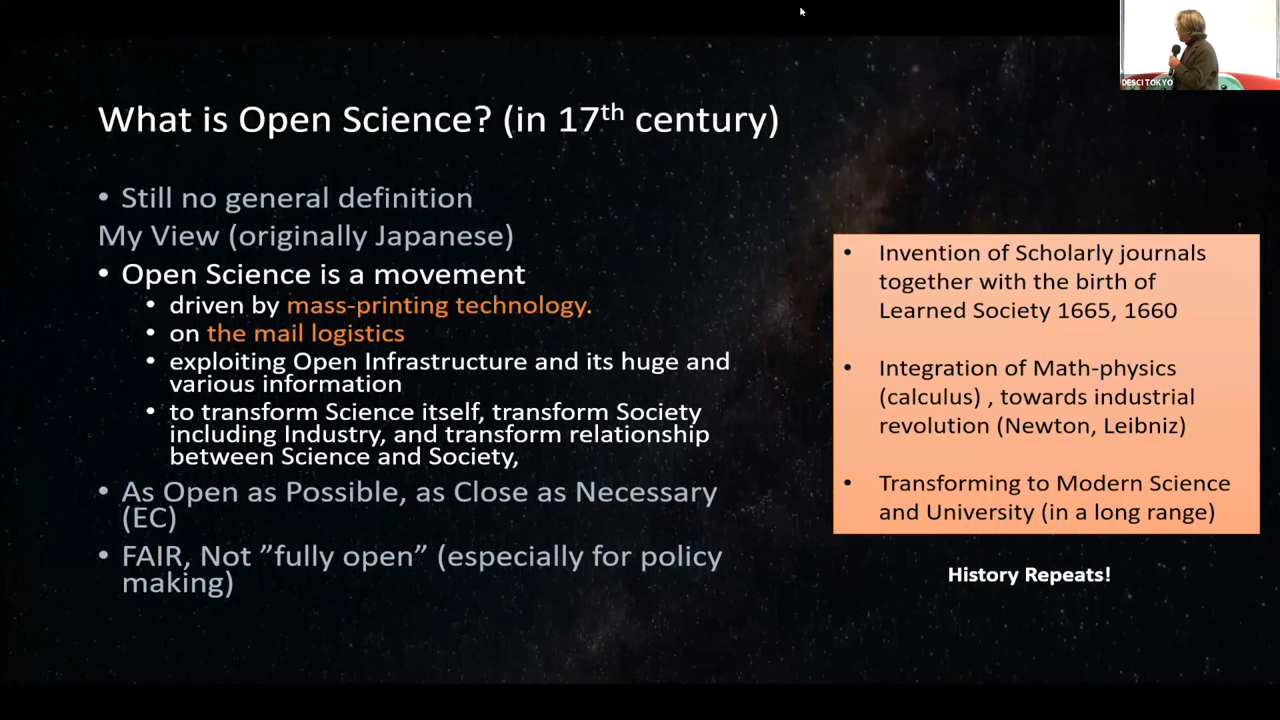 DESCI TOKYO
What is Open Science? (in 17th century)
• Still no general definition
My View (originally Japanese)
• Open Science is a movement
• driven by mass-printing technology.
• on the mail logistics
• exploiting Open Infrastructure and its huge and
various information
• to transform Science itself, transform Society
including Industry, and transform relationship
between Science and Society,
• As Open as Possible, as Close as Necessary
(EC)
• FAIR, Not ”fully open” (especially for policy
making)
• Invention of Scholarly journals
together with the birth of
Learned Society 1665, 1660
• Integration of Math-physics
(calculus) , towards industrial
revolution (Newton, Leibniz)
• Transforming to Modern Science
and University (in a long range)
History Repeats!